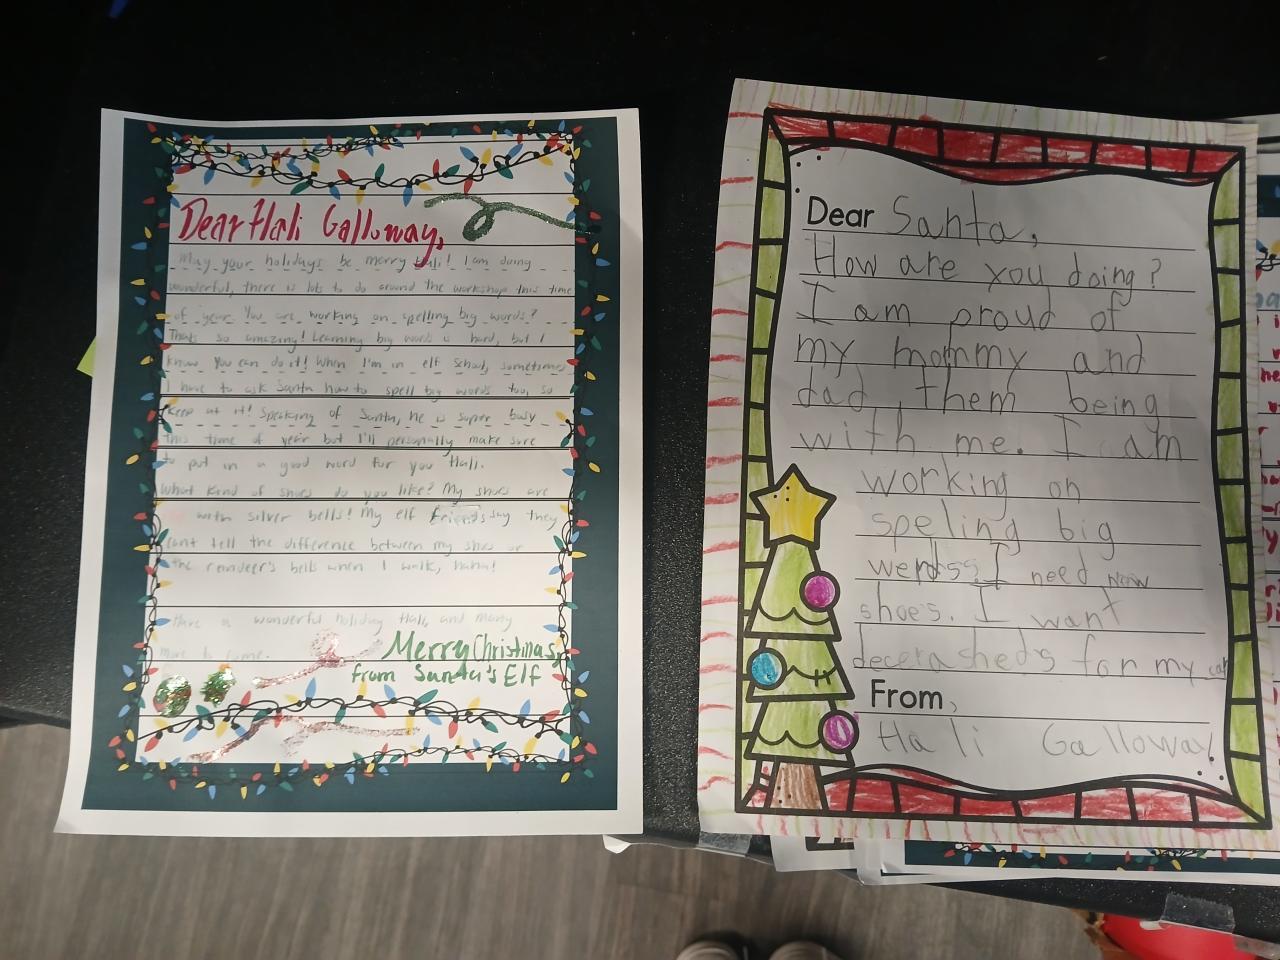 Dear Hali Galloway,
May your holidays be merry Hali! I am doing
wonderful, there is lots to do around the workshop this time
of year. You are working on spelling big words?
Thats so amazing! Learning big words is hard, but I
know you can do it! When I'm in elf School, sometimes
I have to ask Santa how to spell big words too, so
keep at it! Speaking of Santa, he is super busy
this time of year but I'll personally make sure
to put in a good word for you Hali.
What kind of shoes do you like? My shoes are
with silver bells! My elf friends say they
cant tell the difference between my shoes or
the reindeer's bells when I walk, haha!
Have a wonderful holiday Hali, and many
more to come.
Merry Christmas,
from Santa's Elf
Dear Santa,
How are you doing?
I am proud of
my mommy and
dad, them being
with me. I am
working on
speling big
werdss. I need now
shoe's. I want
decerashed's for my
From,
Hali Galloway